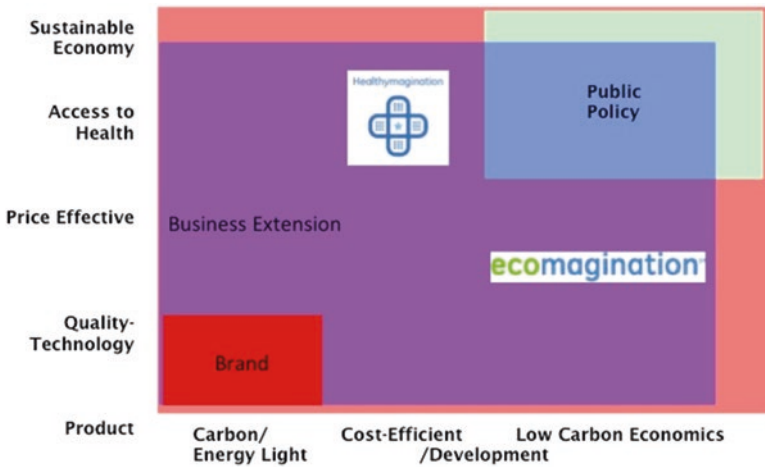 Sustainable
Economy
Access to
Health
Price Effective
Quality-
Technology
Product
Healthymagination
Public
Policy
Business Extension
ecomagination
Brand
Carbon/
Energy Light
Cost-Efficient
/Development
Low Carbon Economics